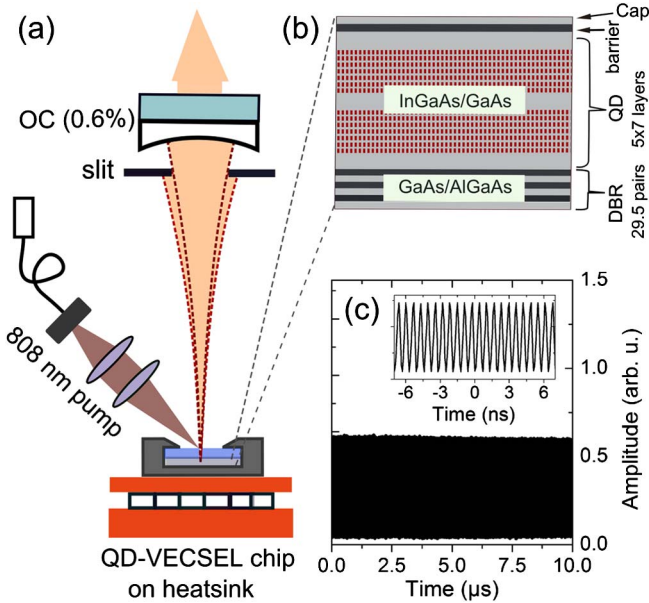 (a)
OC (0.6%)
slit
808 nm pump
QD-VECSEL chip
on heatsink
(b)
Cap
barrier
InGaAs/GaAs
QD
5x7 layers
GaAs/AlGaAs
DBR
29.5 pairs
(c)
1.5
1.0
0.5
0.0
Amplitude (arb. u.)
-6 -3 0 3 6
Time (ns)
0.0 2.5 5.0 7.5 10.0
Time (µs)